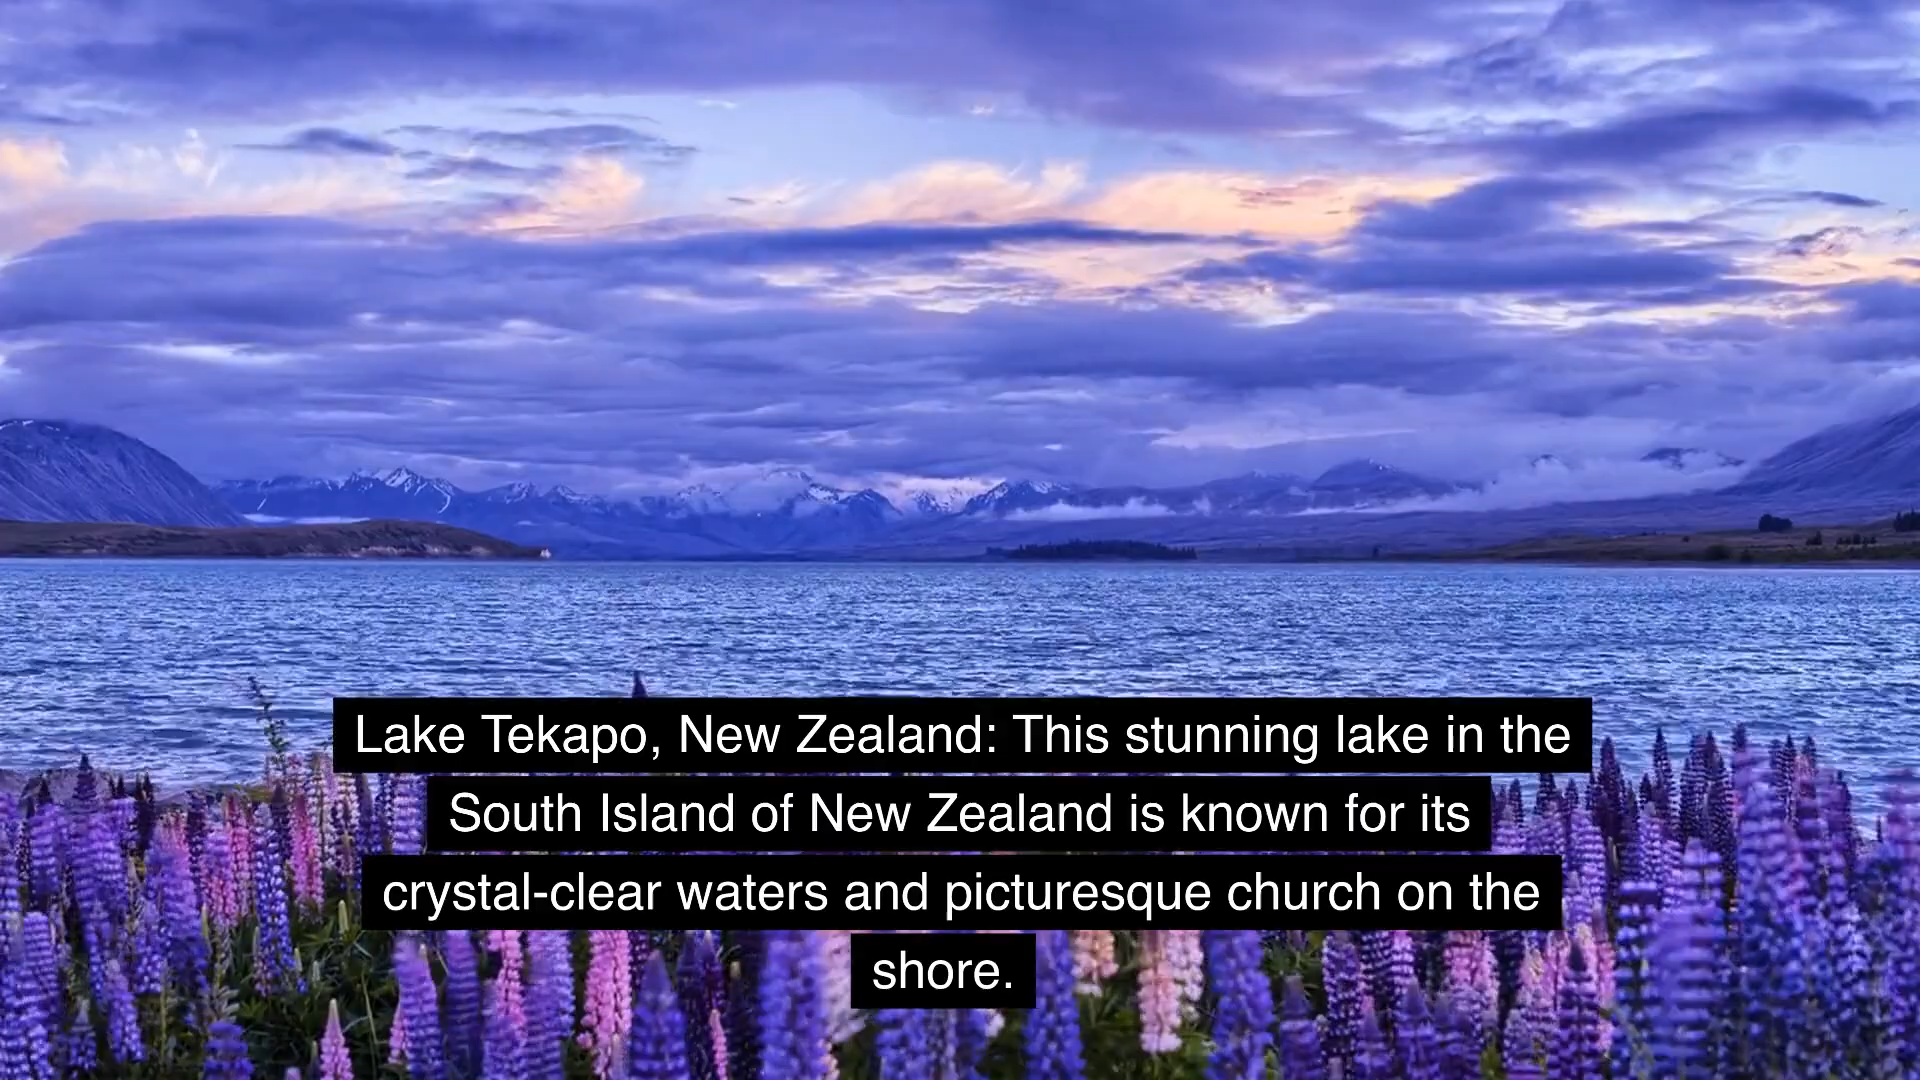 Lake Tekapo, New Zealand: This stunning lake in the
South Island of New Zealand is known for its
crystal-clear waters and picturesque church on the
shore.